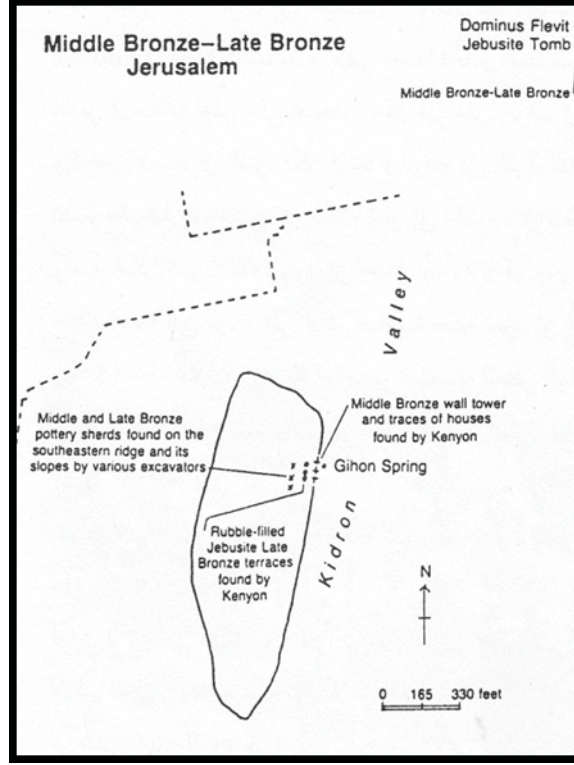 Middle Bronze–Late Bronze
Jerusalem
Dominus Flevit
Jebusite Tomb
Middle Bronze-Late Bronze
Valley
Middle Bronze wall tower
and traces of houses
found by Kenyon
Middle and Late Bronze
pottery sherds found on the
southeastern ridge and its
slopes by various excavators
Gihon Spring
Rubble-filled
Jebusite Late
Bronze terraces
found by
Kenyon
Kidron
N
0 165 330 feet